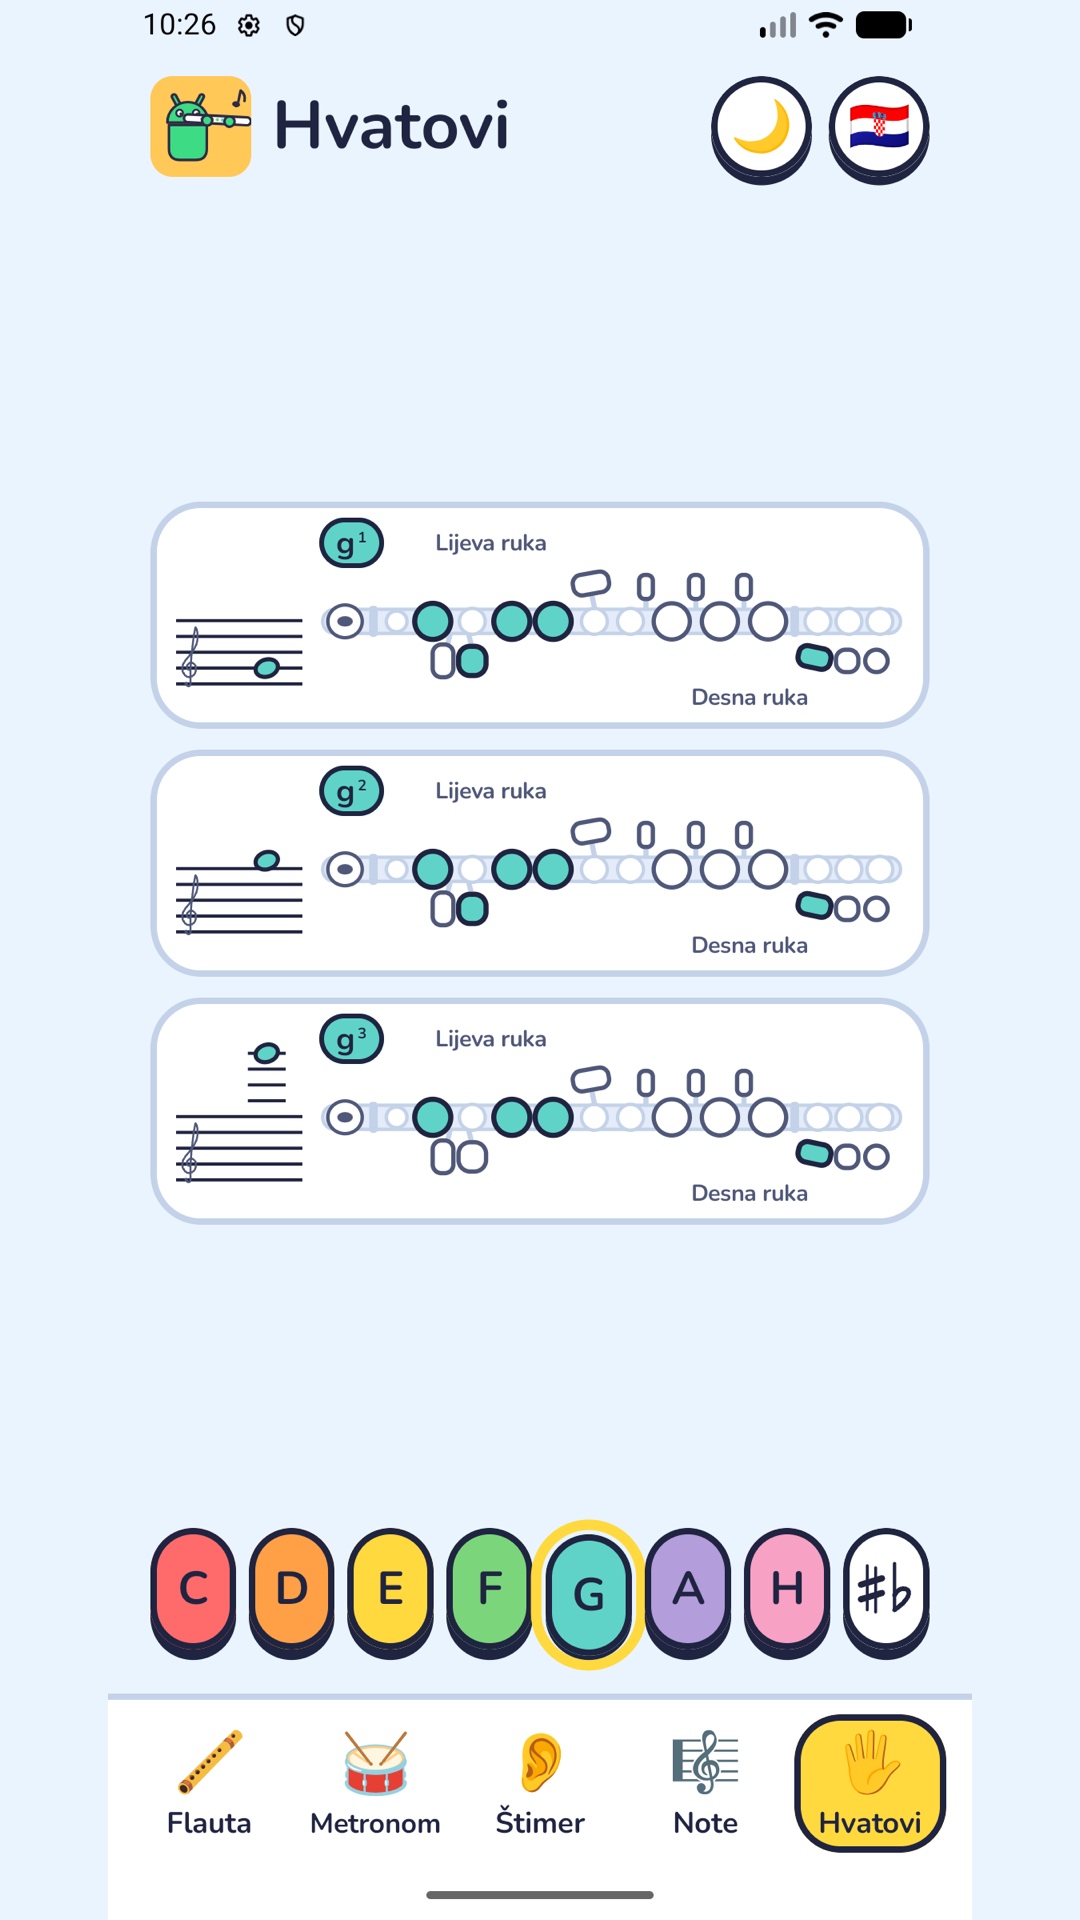 10:26
Hvatovi
g¹
Lijeva ruka
Desna ruka
g²
Lijeva ruka
Desna ruka
g³
Lijeva ruka
Desna ruka
C D E F G A H #♭
Flauta Metronom Štimer Note Hvatovi